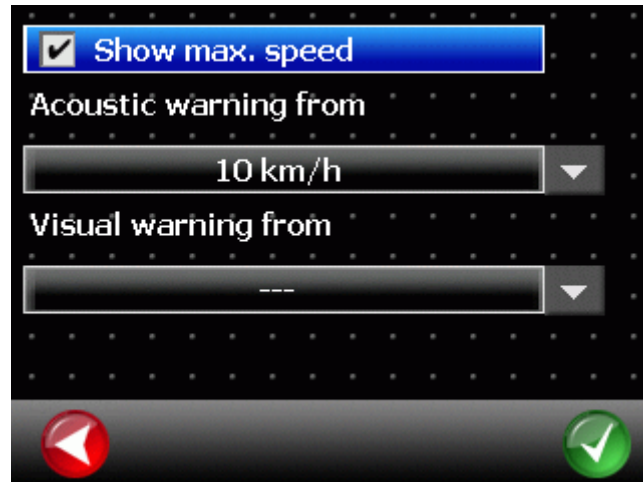 Show max. speed
Acoustic warning from
10 km/h
Visual warning from
---